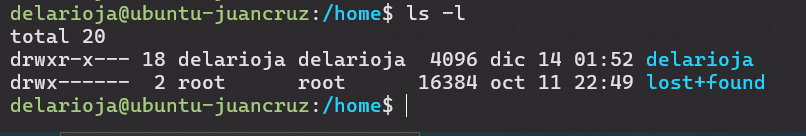 delarioja@ubuntu-juancruz:/home$ ls -l
total 20
drwxr-x--- 18 delarioja delarioja  4096 dic 14 01:52 delarioja
drwx------  2 root      root      16384 oct 11 22:49 lost+found
delarioja@ubuntu-juancruz:/home$